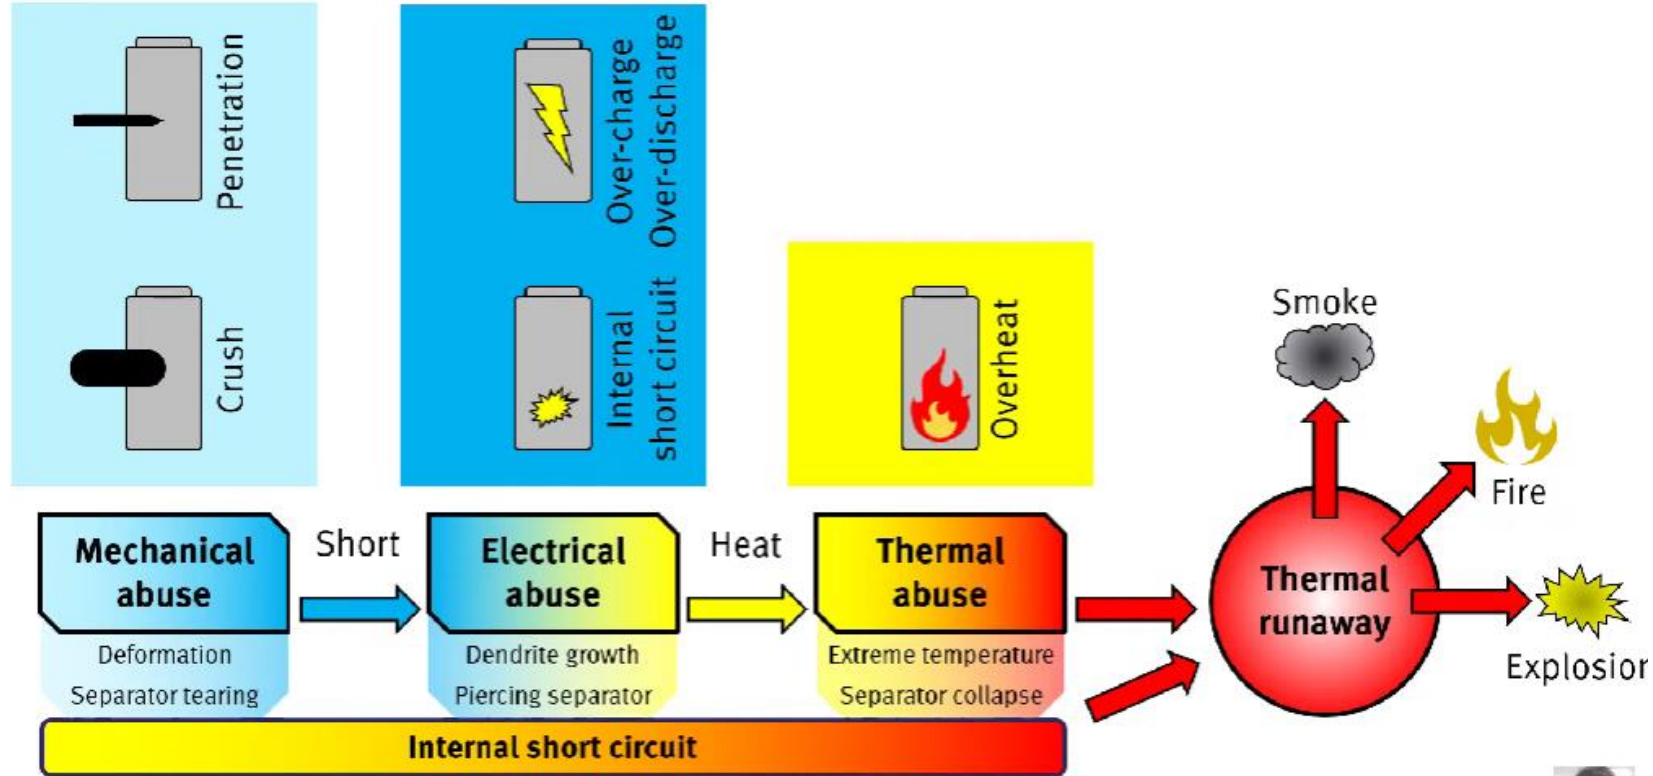 Penetration
Crush
Over-charge
Over-discharge
Internal
short circuit
Overheat
Smoke
Fire
Explosion
Mechanical
abuse
Short
Electrical
abuse
Heat
Thermal
abuse
Thermal
runaway
Deformation
Separator tearing
Dendrite growth
Piercing separator
Extreme temperature
Separator collapse
Internal short circuit